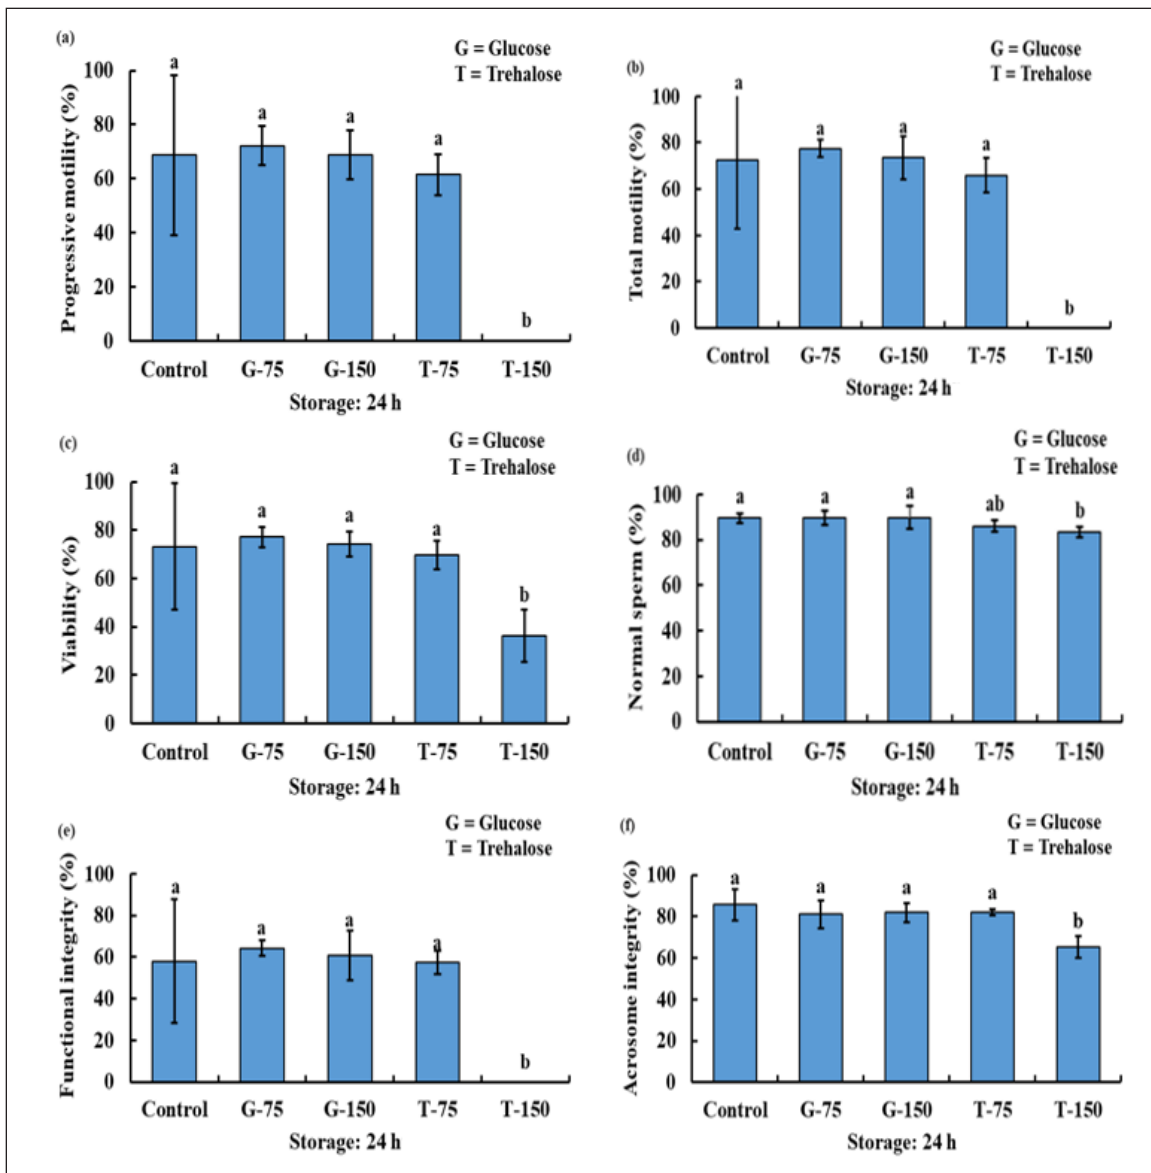 (a)
G = Glucose
T = Trehalose
Progressive motility (%)
100
80
60
40
20
0
a
a
a
a
b
Control G-75 G-150 T-75 T-150
Storage: 24 h
(b)
G = Glucose
T = Trehalose
Total motility (%)
100
80
60
40
20
0
a
a
a
a
b
Control G-75 G-150 T-75 T-150
Storage: 24 h
(c)
G = Glucose
T = Trehalose
Viability (%)
100
80
60
40
20
0
a
a
a
a
b
Control G-75 G-150 T-75 T-150
Storage: 24 h
(d)
G = Glucose
T = Trehalose
Normal sperm (%)
100
80
60
40
20
0
a
a
a
ab
b
Control G-75 G-150 T-75 T-150
Storage: 24 h
(e)
G = Glucose
T = Trehalose
Functional integrity (%)
100
80
60
40
20
0
a
a
a
a
b
Control G-75 G-150 T-75 T-150
Storage: 24 h
(f)
G = Glucose
T = Trehalose
Acrosome integrity (%)
100
80
60
40
20
0
a
a
a
a
b
Control G-75 G-150 T-75 T-150
Storage: 24 h